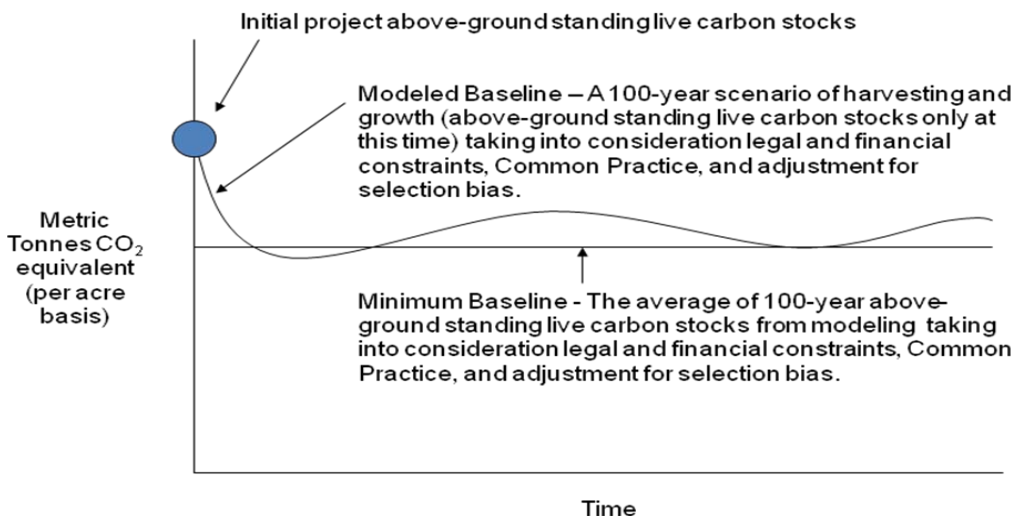 Initial project above-ground standing live carbon stocks
Modeled Baseline – A 100-year scenario of harvesting and
growth (above-ground standing live carbon stocks only at
this time) taking into consideration legal and financial
constraints, Common Practice, and adjustment for
selection bias.
Metric
Tonnes CO₂
equivalent
(per acre
basis)
Minimum Baseline - The average of 100-year above-
ground standing live carbon stocks from modeling taking
into consideration legal and financial constraints, Common
Practice, and adjustment for selection bias.
Time